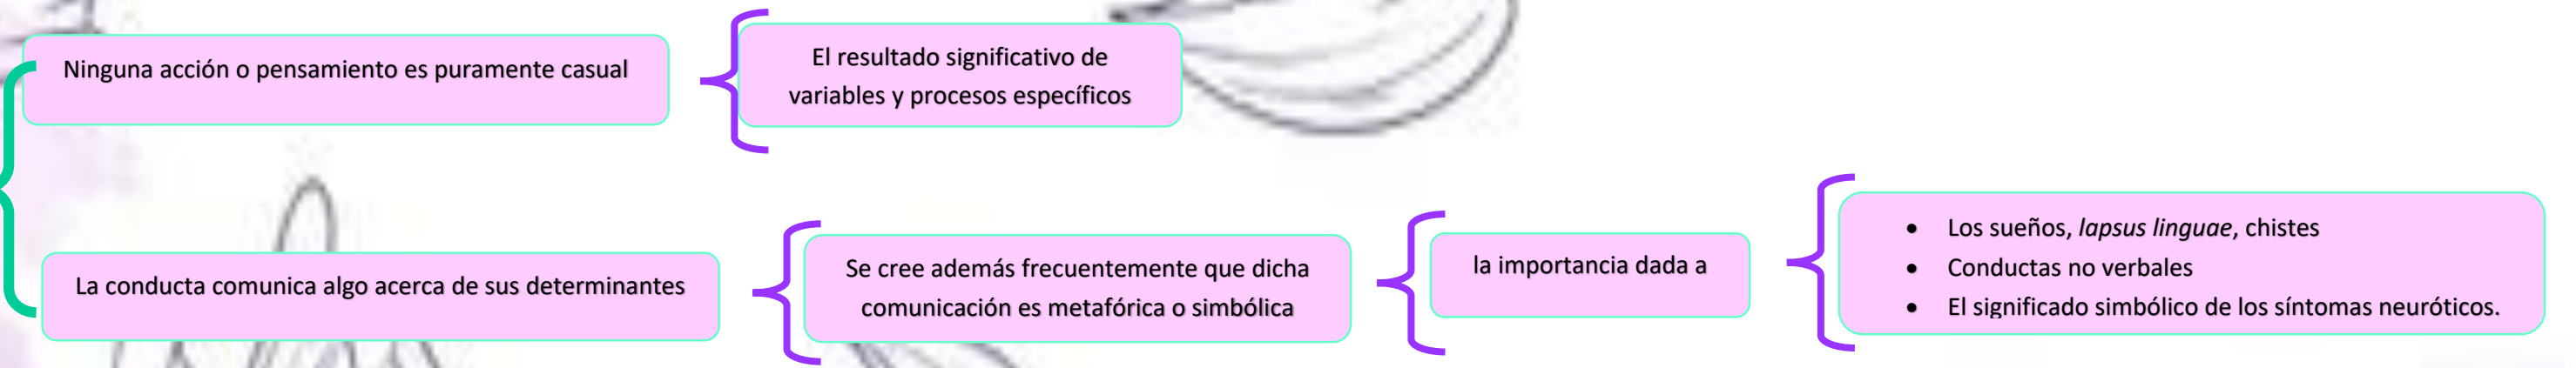 Ninguna acción o pensamiento es puramente casual
El resultado significativo de
variables y procesos específicos
La conducta comunica algo acerca de sus determinantes
Se cree además frecuentemente que dicha
comunicación es metafórica o simbólica
la importancia dada a
• Los sueños, lapsus linguae, chistes
• Conductas no verbales
• El significado simbólico de los síntomas neuróticos.